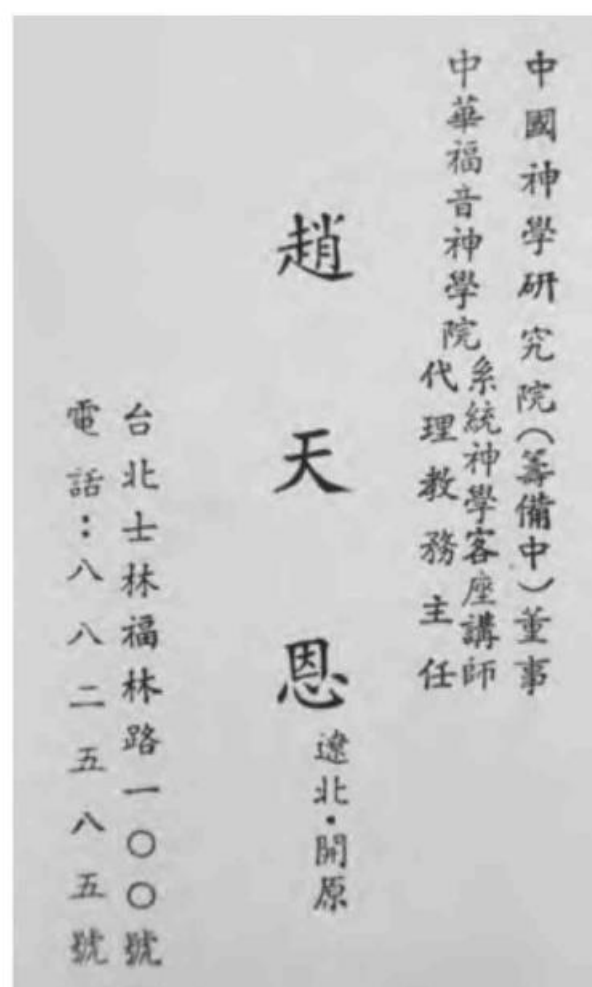 中國神學研究院(籌備中)董事
中華福音神學院
系統神學客座講師
代理教務主任
趙天恩
遼北·開原
台北士林福林路一〇〇號
電話:八八二五八五號